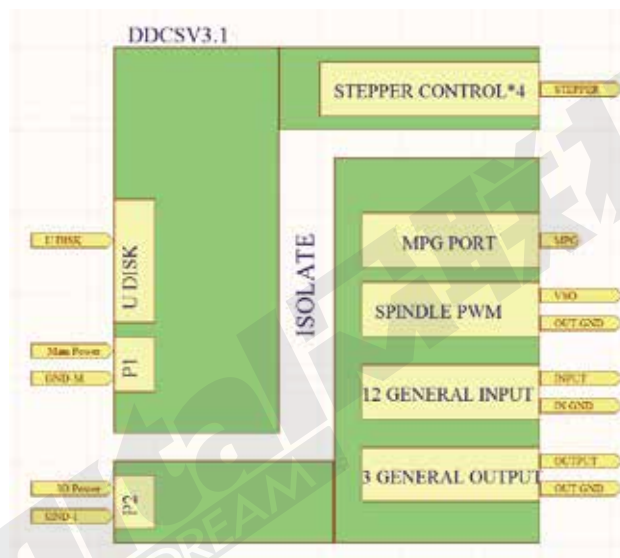 DDCSV3.1
STEPPER CONTROL*4
STEPPER
U DISK
U DISK
ISOLATE
MPG PORT
MPG
SPINDLE PWM
VSO
OUT GND
Main Power
GND-M
P1
12 GENERAL INPUT
INPUT
IN GND
3 GENERAL OUTPUT
OUTPUT
OUT GND
IO Power
GND-I
P2
DREAM